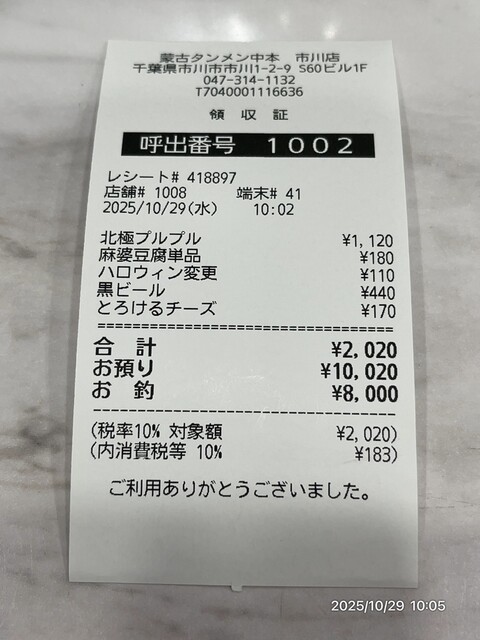 蒙古タンメン中本　市川店
千葉県市川市市川1-2-9 S60ビル1F
047-314-1132
T7040001116636
領　収　証
呼出番号　１００２
レシート# 418897
店舗# 1008　端末# 41
2025/10/29(水)　10:02
北極プルプル　¥1,120
麻婆豆腐単品　¥180
ハロウィン変更　¥110
黒ビール　¥440
とろけるチーズ　¥170
合　計　¥2,020
お預り　¥10,020
お　釣　¥8,000
(税率10% 対象額　¥2,020)
(内消費税等 10%　¥183)
ご利用ありがとうございました。
2025/10/29 10:05